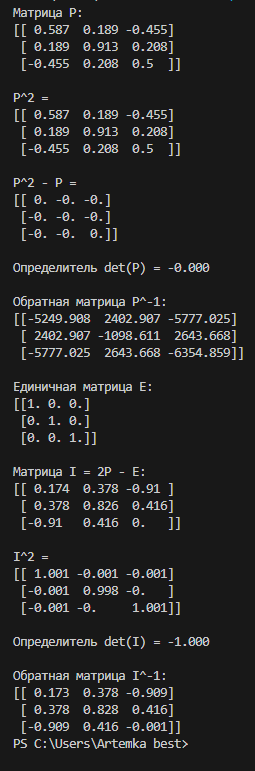 Матрица P:
[[ 0.587  0.189 -0.455]
 [ 0.189  0.913  0.208]
 [-0.455  0.208  0.5  ]]
P^2 =
[[ 0.587  0.189 -0.455]
 [ 0.189  0.913  0.208]
 [-0.455  0.208  0.5  ]]
P^2 - P =
[[ 0. -0. -0.]
 [-0. -0. -0.]
 [-0. -0.  0.]]
Определитель det(P) = -0.000
Обратная матрица P^-1:
[[-5249.908  2402.907 -5777.025]
 [ 2402.907 -1098.611  2643.668]
 [-5777.025  2643.668 -6354.859]]
Единичная матрица E:
[[1. 0. 0.]
 [0. 1. 0.]
 [0. 0. 1.]]
Матрица I = 2P - E:
[[ 0.174  0.378 -0.91 ]
 [ 0.378  0.826  0.416]
 [-0.91   0.416  0.   ]]
I^2 =
[[ 1.001 -0.001 -0.001]
 [-0.001  0.998 -0.   ]
 [-0.001 -0.     1.001]]
Определитель det(I) = -1.000
Обратная матрица I^-1:
[[ 0.173  0.378 -0.909]
 [ 0.378  0.828  0.416]
 [-0.909  0.416 -0.001]]
PS C:\Users\Artemka best>